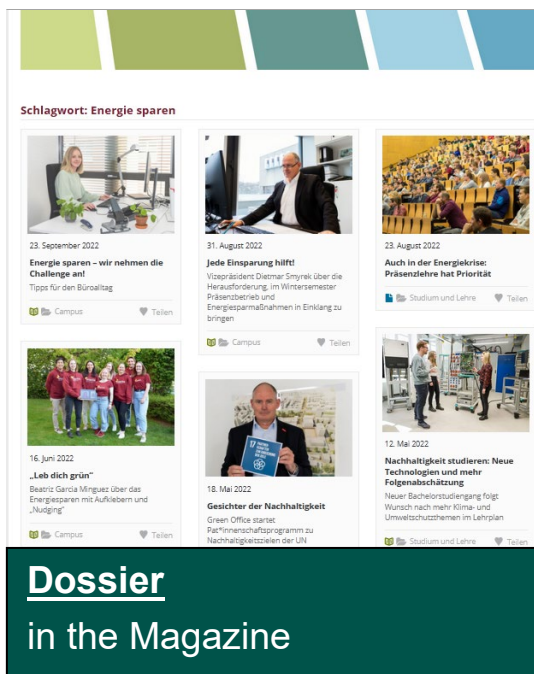 Schlagwort: Energie sparen
23. September 2022
Energie sparen – wir nehmen die
Challenge an!
Tipps für den Büroalltag
Campus
Teilen
31. August 2022
Jede Einsparung hilft!
Vizepräsident Dietmar Smyrek über die
Herausforderung, im Wintersemester
Präsenzbetrieb und
Energiesparmaßnahmen in Einklang zu
bringen
Campus
Teilen
23. August 2022
Auch in der Energiekrise:
Präsenzlehre hat Priorität
Studium und Lehre
Teilen
16. Juni 2022
„Leb dich grün“
Beatriz Garcia Minguez über das
Energiesparen mit Aufklebern und
„Nudging“
Campus
Teilen
18. Mai 2022
Gesichter der Nachhaltigkeit
Green Office startet
Pat*innenschaftsprogramm zu
Nachhaltigkeitszielen der UN
12. Mai 2022
Nachhaltigkeit studieren: Neue
Technologien und mehr
Folgenabschätzung
Neuer Bachelorstudiengang folgt
Wunsch nach mehr Klima- und
Umweltschutzthemen im Lehrplan
Studium und Lehre
Teilen
Dossier
in the Magazine